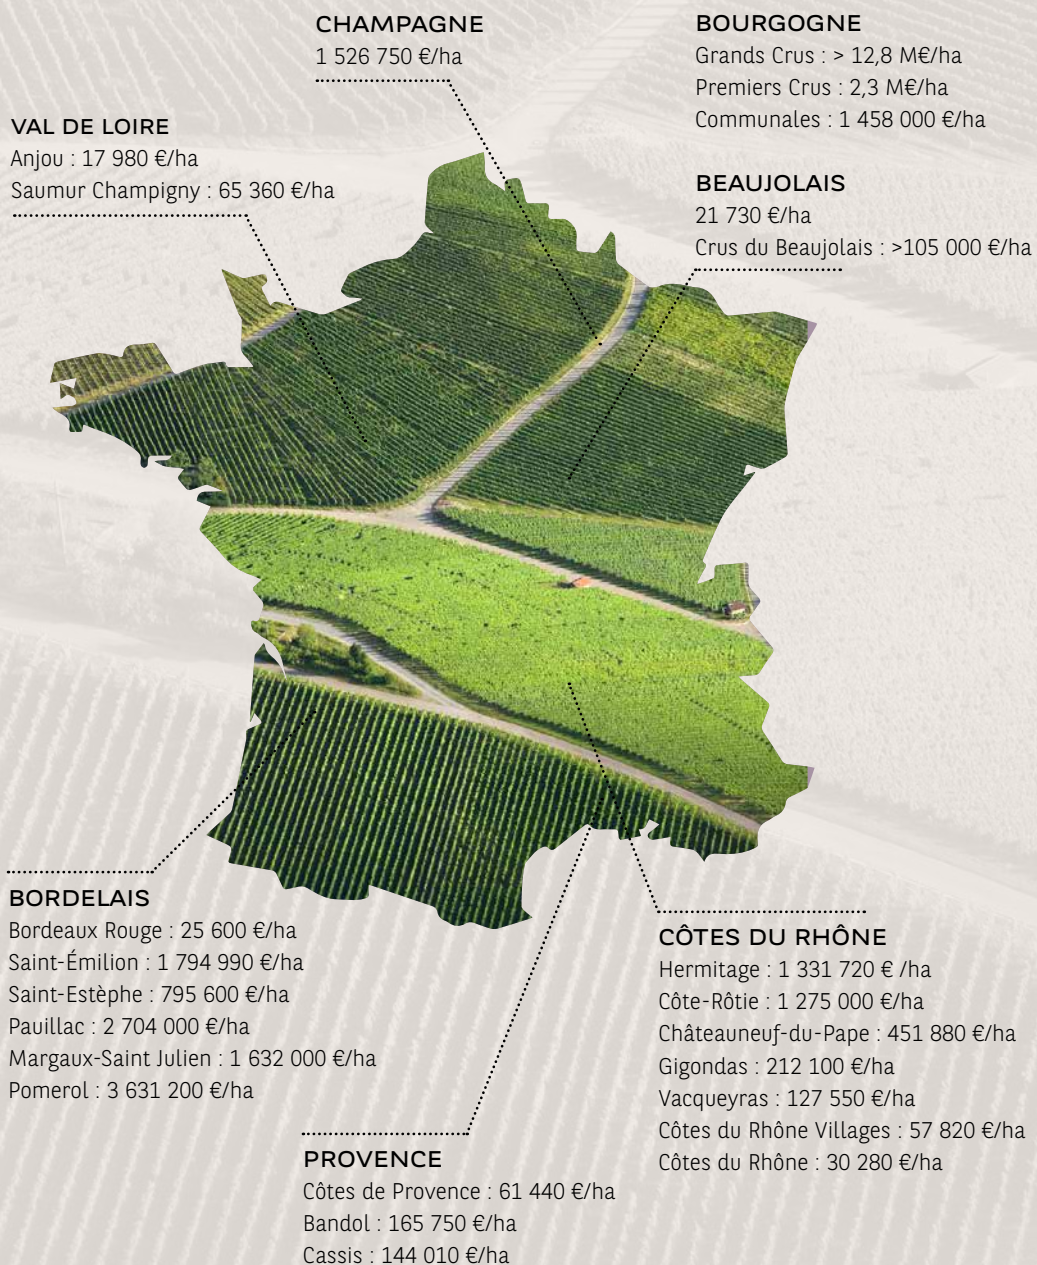 CHAMPAGNE
1 526 750 €/ha
BOURGOGNE
Grands Crus : > 12,8 M€/ha
Premiers Crus : 2,3 M€/ha
Communales : 1 458 000 €/ha
VAL DE LOIRE
Anjou : 17 980 €/ha
Saumur Champigny : 65 360 €/ha
BEAUJOLAIS
21 730 €/ha
Crus du Beaujolais : >105 000 €/ha
BORDELAIS
Bordeaux Rouge : 25 600 €/ha
Saint-Émilion : 1 794 990 €/ha
Saint-Estèphe : 795 600 €/ha
Pauillac : 2 704 000 €/ha
Margaux-Saint Julien : 1 632 000 €/ha
Pomerol : 3 631 200 €/ha
CÔTES DU RHÔNE
Hermitage : 1 331 720 € /ha
Côte-Rôtie : 1 275 000 €/ha
Châteauneuf-du-Pape : 451 880 €/ha
Gigondas : 212 100 €/ha
Vacqueyras : 127 550 €/ha
Côtes du Rhône Villages : 57 820 €/ha
Côtes du Rhône : 30 280 €/ha
PROVENCE
Côtes de Provence : 61 440 €/ha
Bandol : 165 750 €/ha
Cassis : 144 010 €/ha